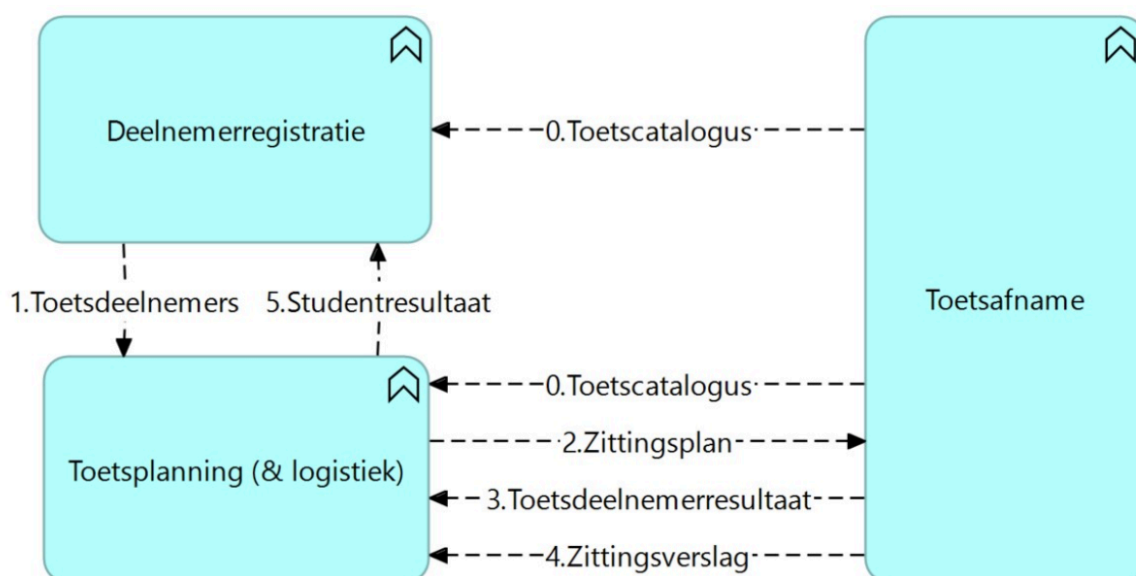 Deelnemerregistratie
0.Toetscatalogus
1.Toetsdeelnemers
5.Studentresultaat
Toetsafname
0.Toetscatalogus
2.Zittingsplan
Toetsplanning (& logistiek)
3.Toetsdeelnemerresultaat
4.Zittingsverslag